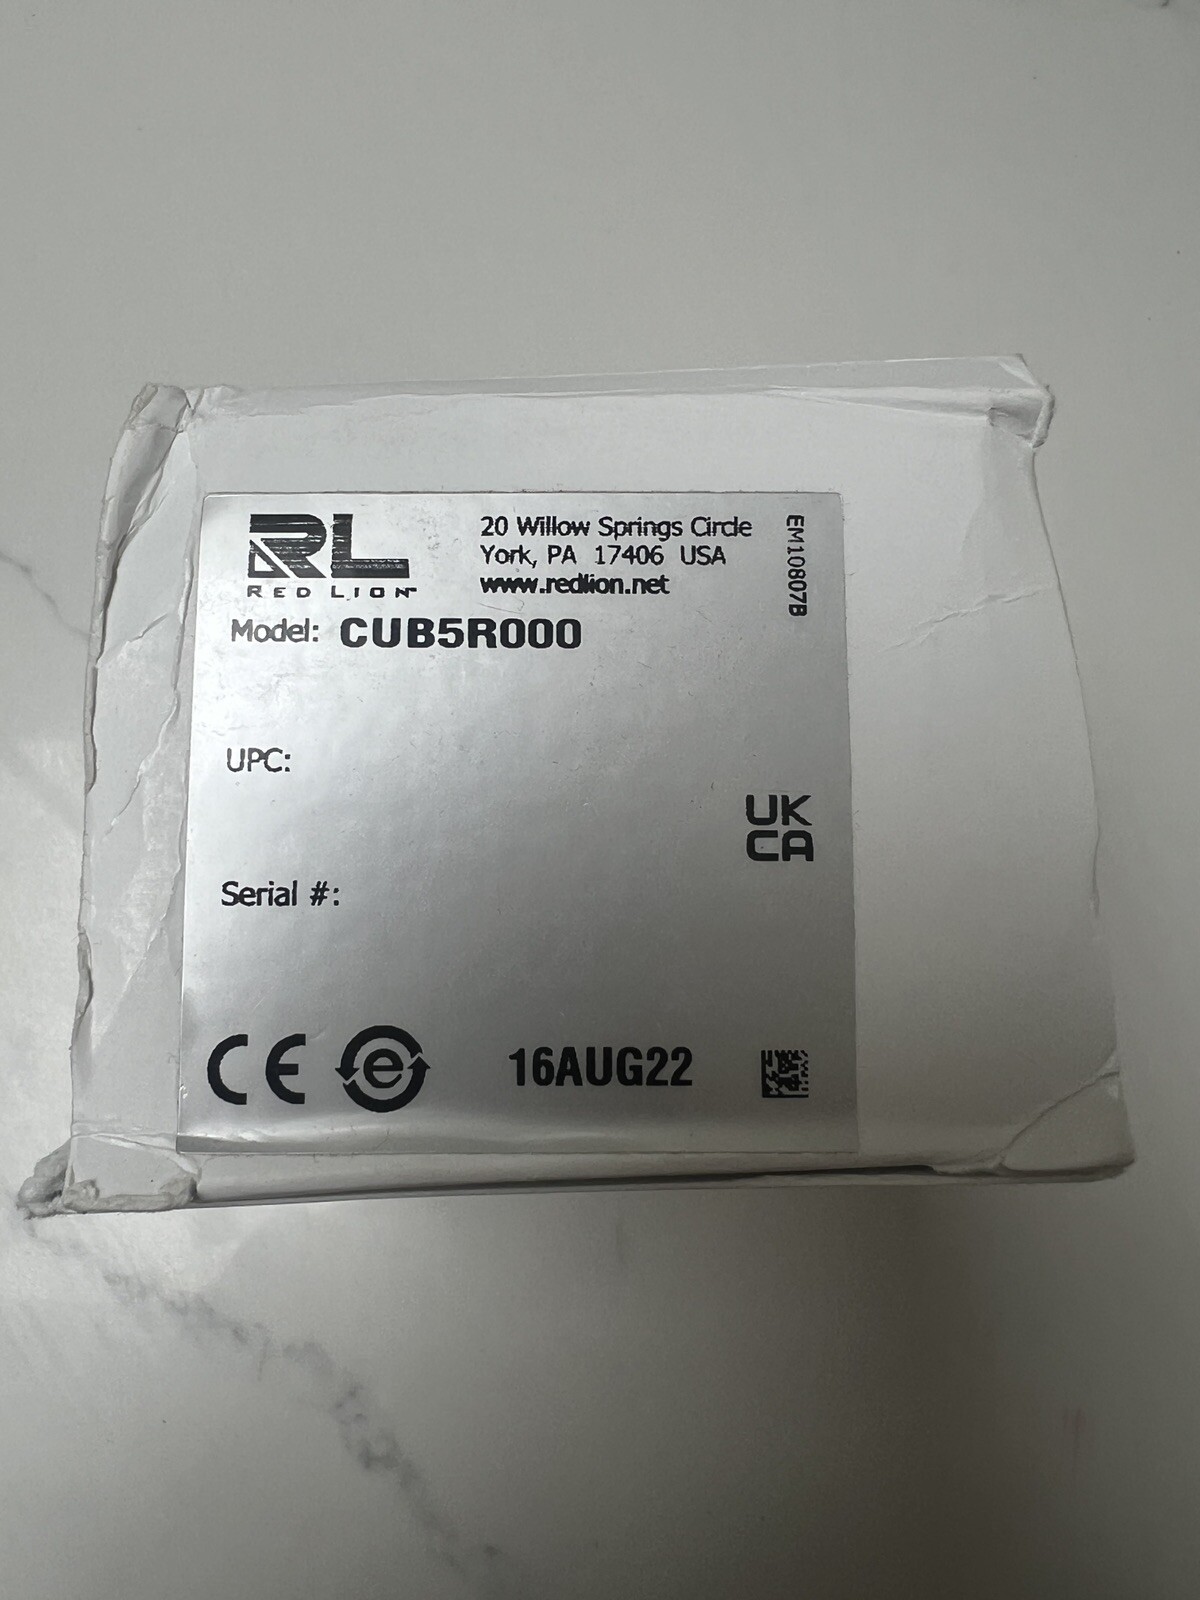 RL
RED LION™
20 Willow Springs Circle
York, PA 17406 USA
www.redlion.net
EM10807B
Model: CUB5R000
UPC:
UK
CA
Serial #:
CE e 16AUG22